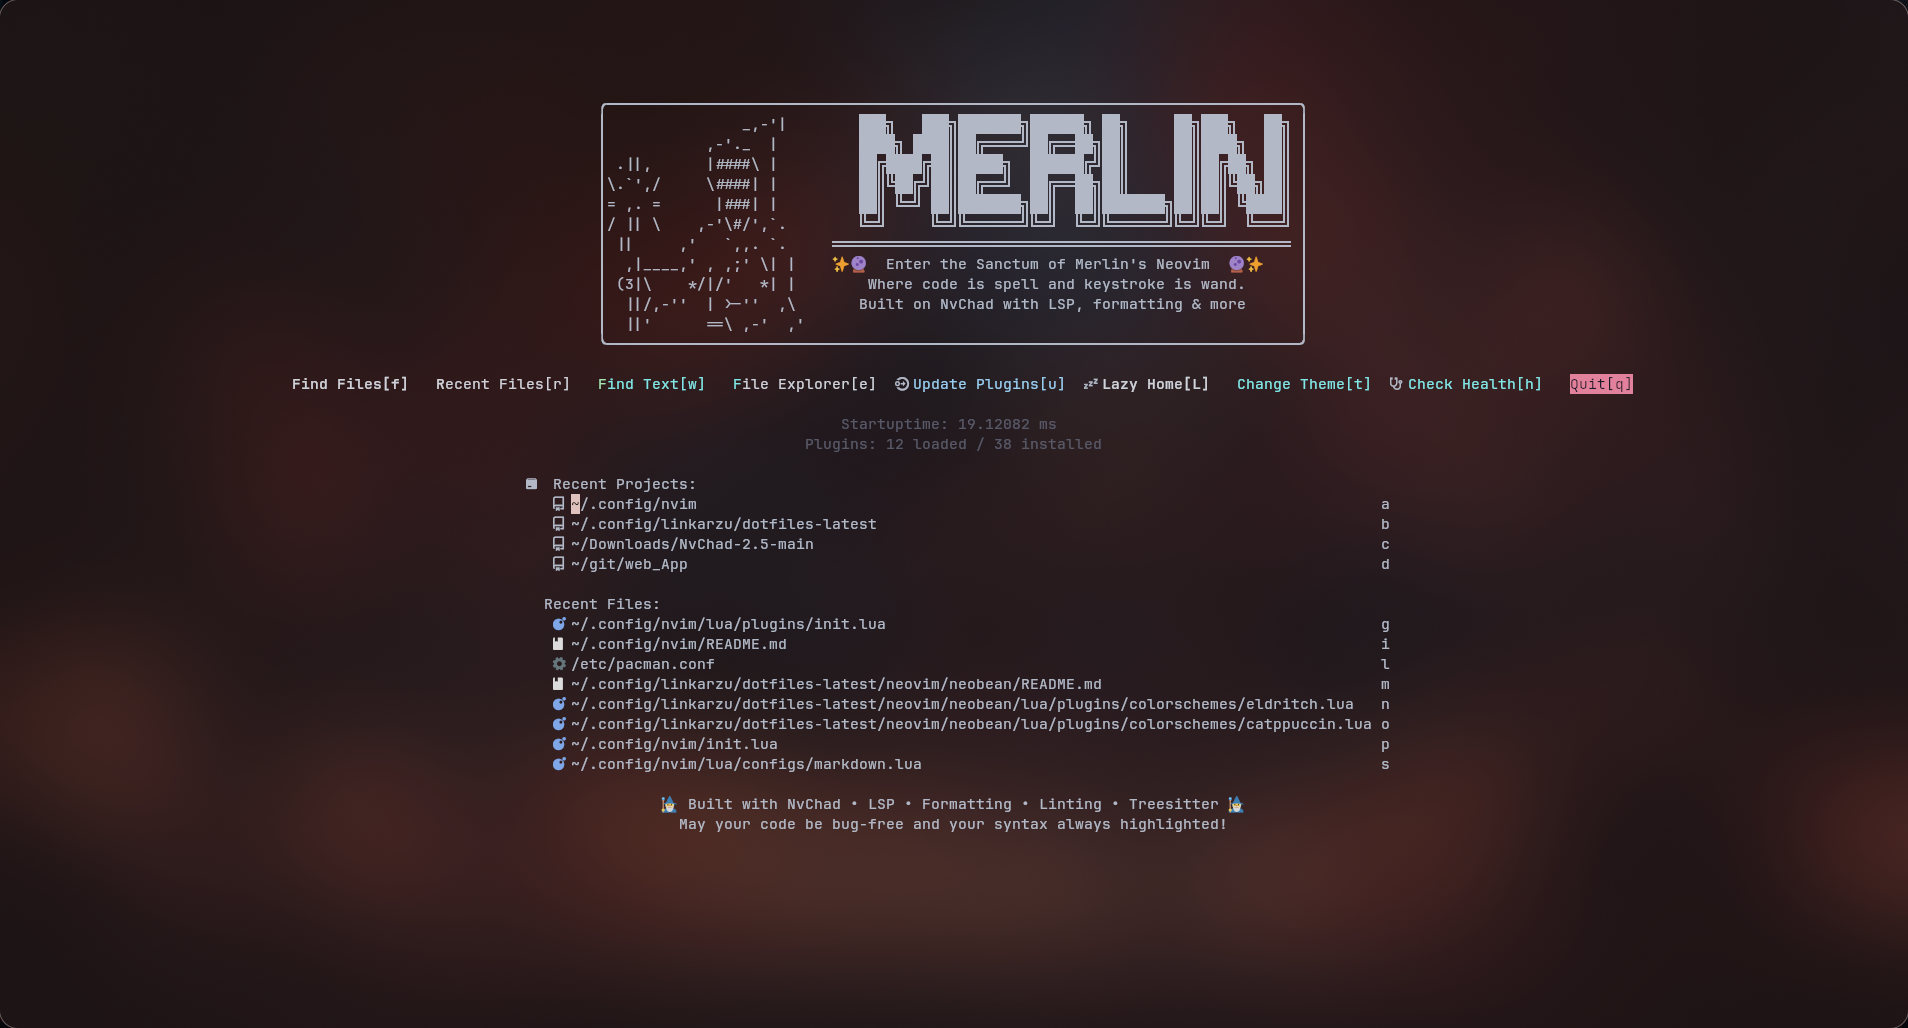 MERLIN
✨🔮 Enter the Sanctum of Merlin's Neovim 🔮✨
Where code is spell and keystroke is wand.
Built on NvChad with LSP, formatting & more
Find Files[f] Recent Files[r] Find Text[w] File Explorer[e] Update Plugins[u] Lazy Home[L] Change Theme[t] Check Health[h] Quit[q]
Startuptime: 19.12082 ms
Plugins: 12 loaded / 38 installed
Recent Projects:
~/.config/nvim a
~/.config/linkarzu/dotfiles-latest b
~/Downloads/NvChad-2.5-main c
~/git/web_App d
Recent Files:
~/.config/nvim/lua/plugins/init.lua g
~/.config/nvim/README.md i
/etc/pacman.conf l
~/.config/linkarzu/dotfiles-latest/neovim/neobean/README.md m
~/.config/linkarzu/dotfiles-latest/neovim/neobean/lua/plugins/colorschemes/eldritch.lua n
~/.config/linkarzu/dotfiles-latest/neovim/neobean/lua/plugins/colorschemes/catppuccin.lua o
~/.config/nvim/init.lua p
~/.config/nvim/lua/configs/markdown.lua s
🧙 Built with NvChad • LSP • Formatting • Linting • Treesitter 🧙
May your code be bug-free and your syntax always highlighted!